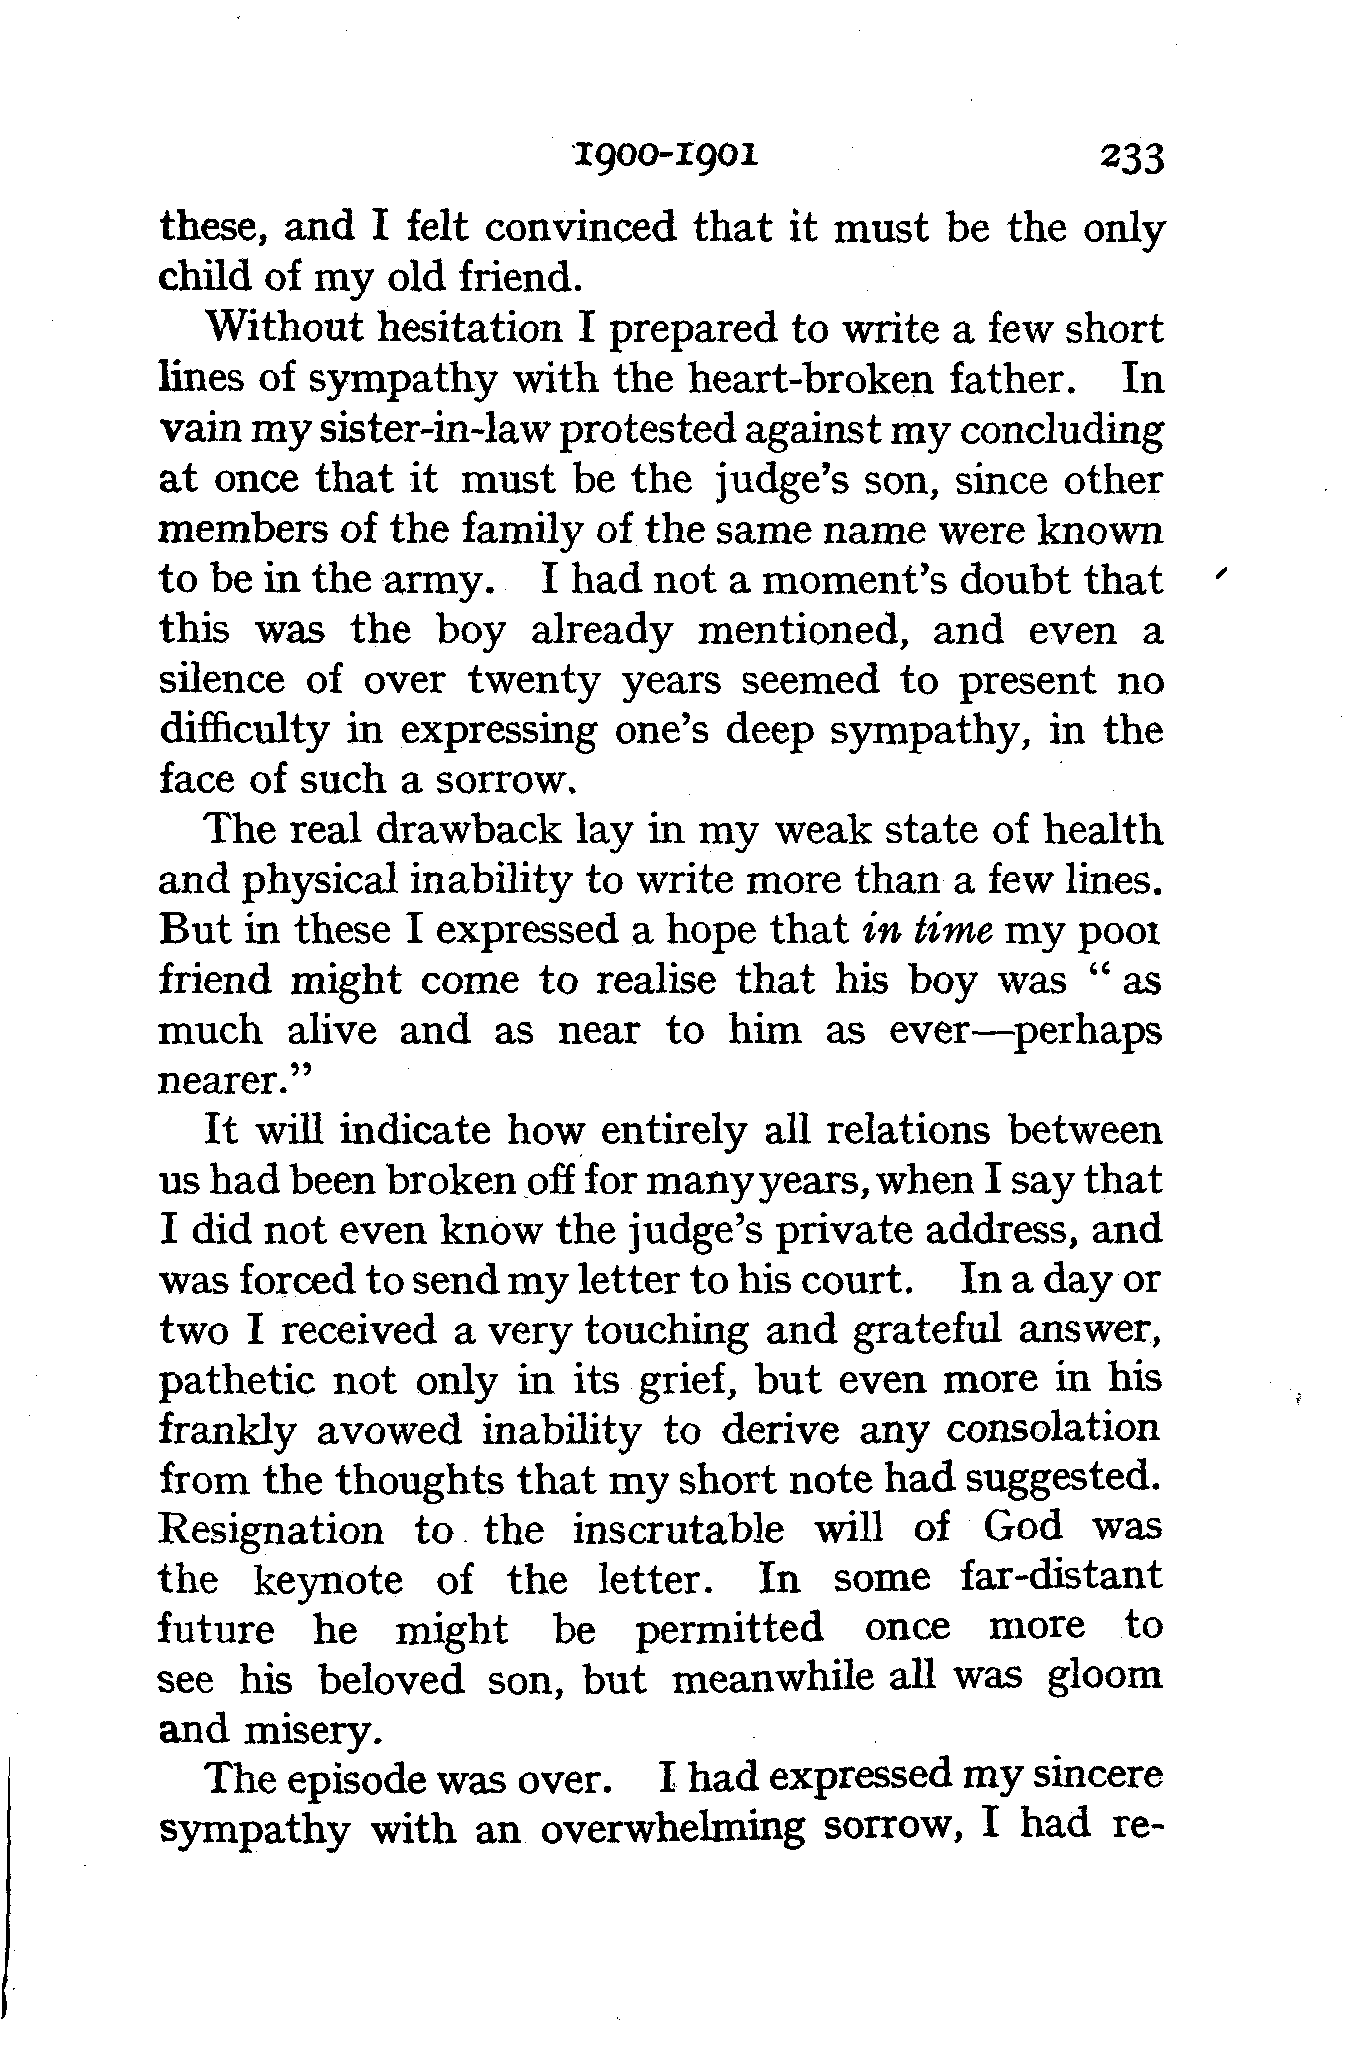 1900-1901 233
these, and I felt convinced that it must be the only
child of my old friend.
Without hesitation I prepared to write a few short
lines of sympathy with the heart-broken father. In
vain my sister-in-law protested against my concluding
at once that it must be the judge's son, since other
members of the family of the same name were known
to be in the army. I had not a moment's doubt that
this was the boy already mentioned, and even a
silence of over twenty years seemed to present no
difficulty in expressing one's deep sympathy, in the
face of such a sorrow.
The real drawback lay in my weak state of health
and physical inability to write more than a few lines.
But in these I expressed a hope that in time my poor
friend might come to realise that his boy was “ as
much alive and as near to him as ever—perhaps
nearer.”
It will indicate how entirely all relations between
us had been broken off for many years, when I say that
I did not even know the judge's private address, and
was forced to send my letter to his court. In a day or
two I received a very touching and grateful answer,
pathetic not only in its grief, but even more in his
frankly avowed inability to derive any consolation
from the thoughts that my short note had suggested.
Resignation to the inscrutable will of God was
the keynote of the letter. In some far-distant
future he might be permitted once more to
see his beloved son, but meanwhile all was gloom
and misery.
The episode was over. I had expressed my sincere
sympathy with an overwhelming sorrow, I had re-